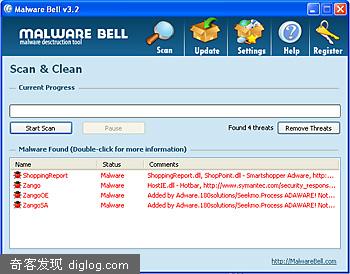 Malware Bell v3.2
MALWARE BELL
malware desctruction tool
Scan
Update
Settings
Help
Register
Scan & Clean
Current Progress
Start Scan
Pause
Found 4 threats
Remove Threats
Malware Found (Double-click for more information)
Name Status Comments
ShoppingReport Malware ShoppingReport.dll, ShopPoint.dll - Smartshopper Adware, http:...
Zango Malware HostIE.dll - Hotbar, http://www.symantec.com/security_respons...
ZangoOE Malware Added by Adware.180solutions/Seekmo.Process ADAWARE! Not...
ZangoSA Malware Added by Adware.180solutions/Seekmo.Process ADAWARE! Not...
http://MalwareBell.com
奇客发现 diglog.com